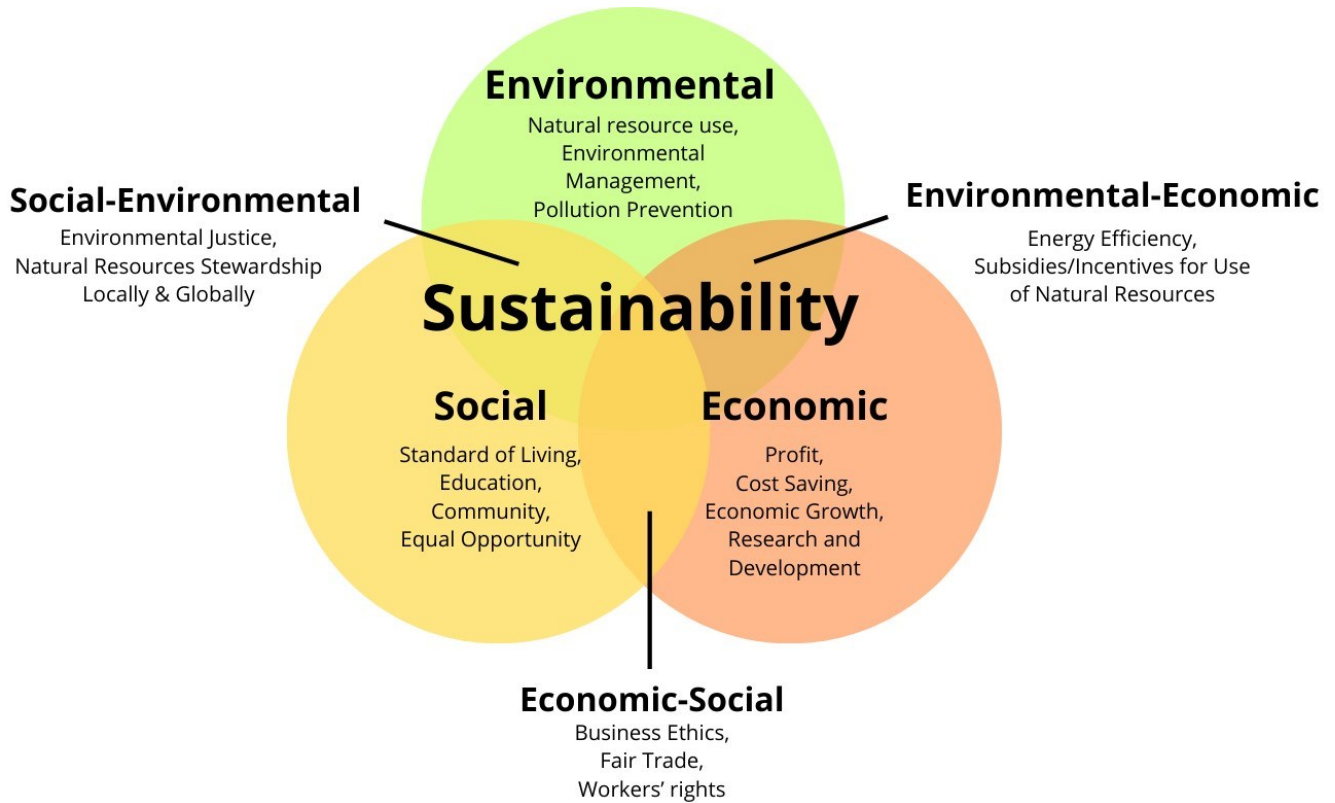 Environmental
Natural resource use,
Environmental
Management,
Pollution Prevention
Social-Environmental
Environmental Justice,
Natural Resources Stewardship
Locally & Globally
Environmental-Economic
Energy Efficiency,
Subsidies/Incentives for Use
of Natural Resources
Sustainability
Social
Standard of Living,
Education,
Community,
Equal Opportunity
Economic
Profit,
Cost Saving,
Economic Growth,
Research and
Development
Economic-Social
Business Ethics,
Fair Trade,
Workers’ rights